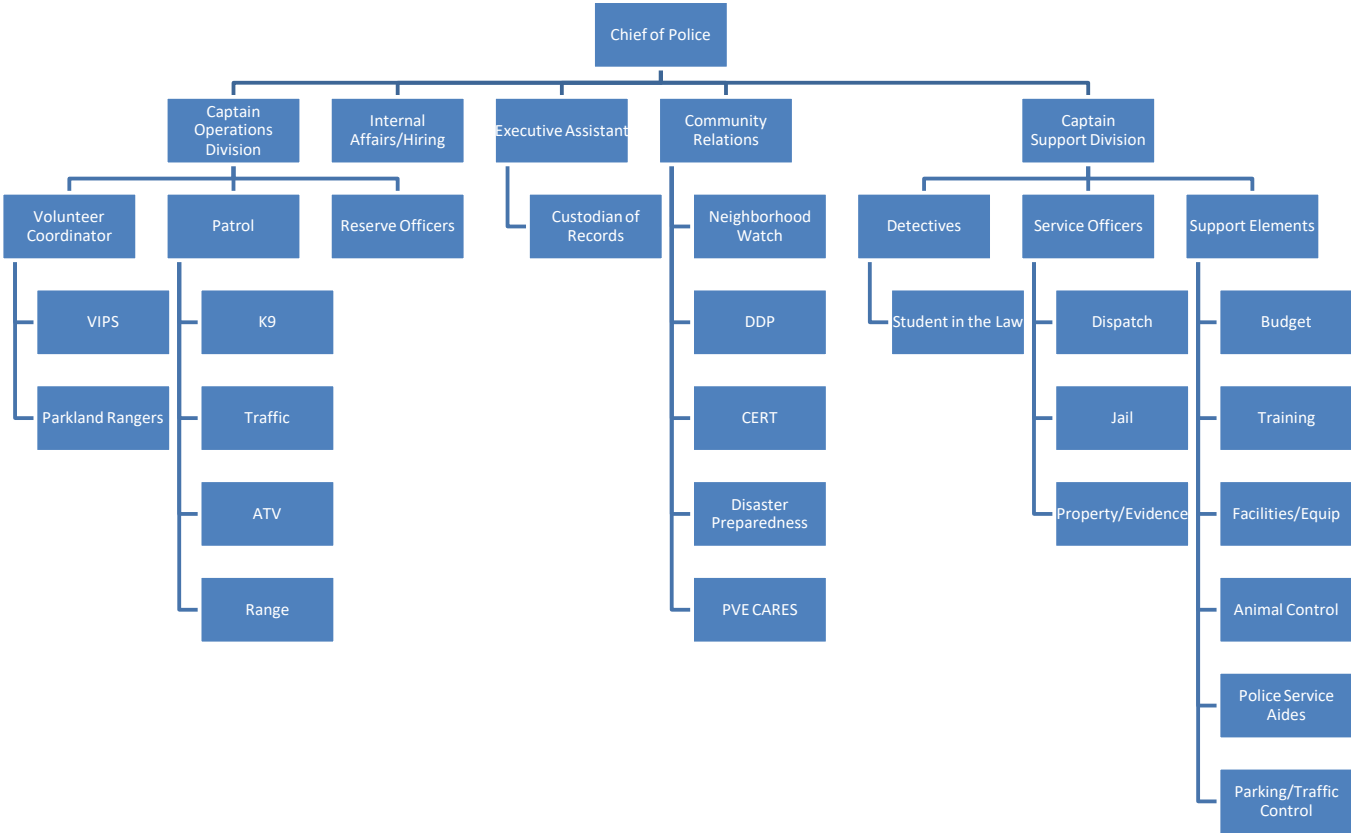 Chief of Police
Captain
Operations
Division
Internal
Affairs/Hiring
Executive Assistant
Community
Relations
Captain
Support Division
Volunteer
Coordinator
Patrol
Reserve Officers
Custodian of
Records
Neighborhood
Watch
Detectives
Service Officers
Support Elements
VIPS
K9
DDP
Student in the Law
Dispatch
Budget
Parkland Rangers
Traffic
CERT
Jail
Training
ATV
Disaster
Preparedness
Property/Evidence
Facilities/Equip
Range
PVE CARES
Animal Control
Police Service
Aides
Parking/Traffic
Control